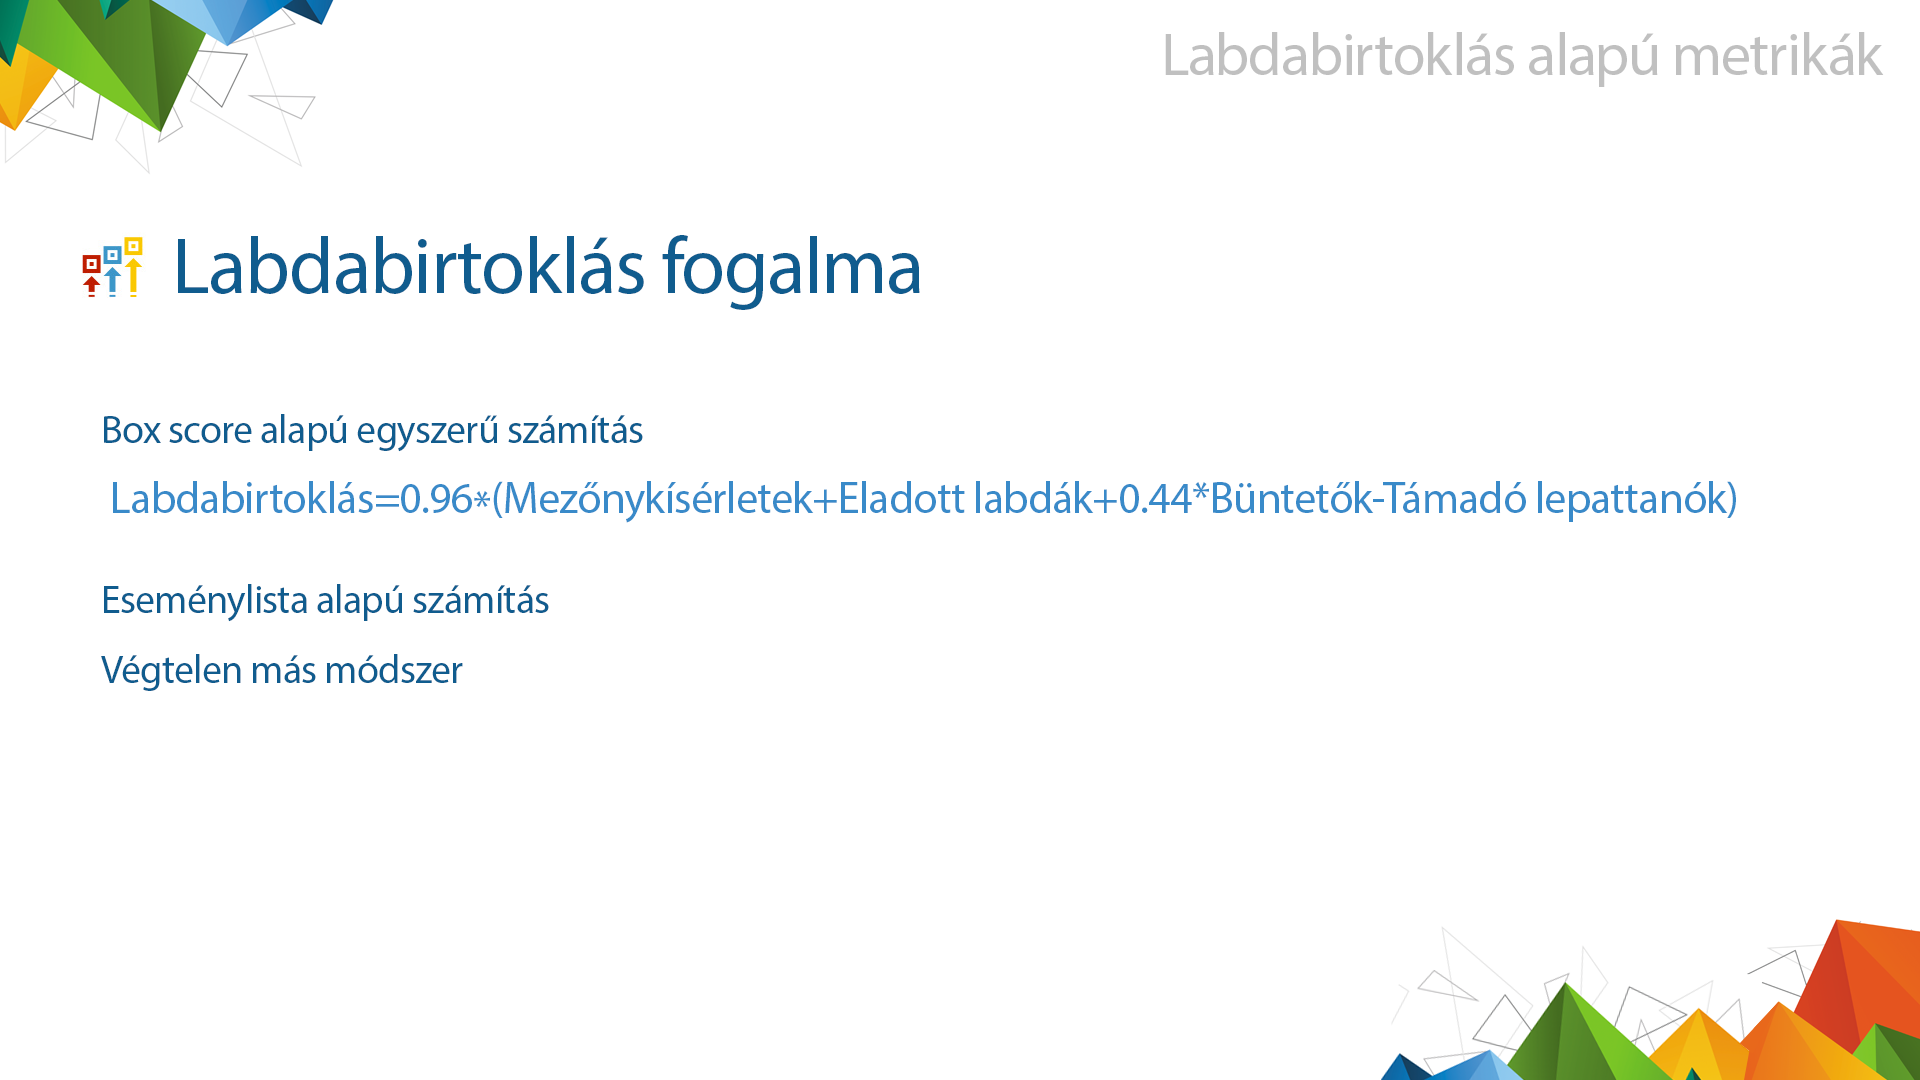 Labdabirtoklás alapú metrikák
Labdabirtoklás fogalma
Box score alapú egyszerű számítás
Labdabirtoklás=0.96*(Mezőnykísérletek+Eladott labdák+0.44*Büntetők-Támadó lepattanók)
Eseménylista alapú számítás
Végtelen más módszer